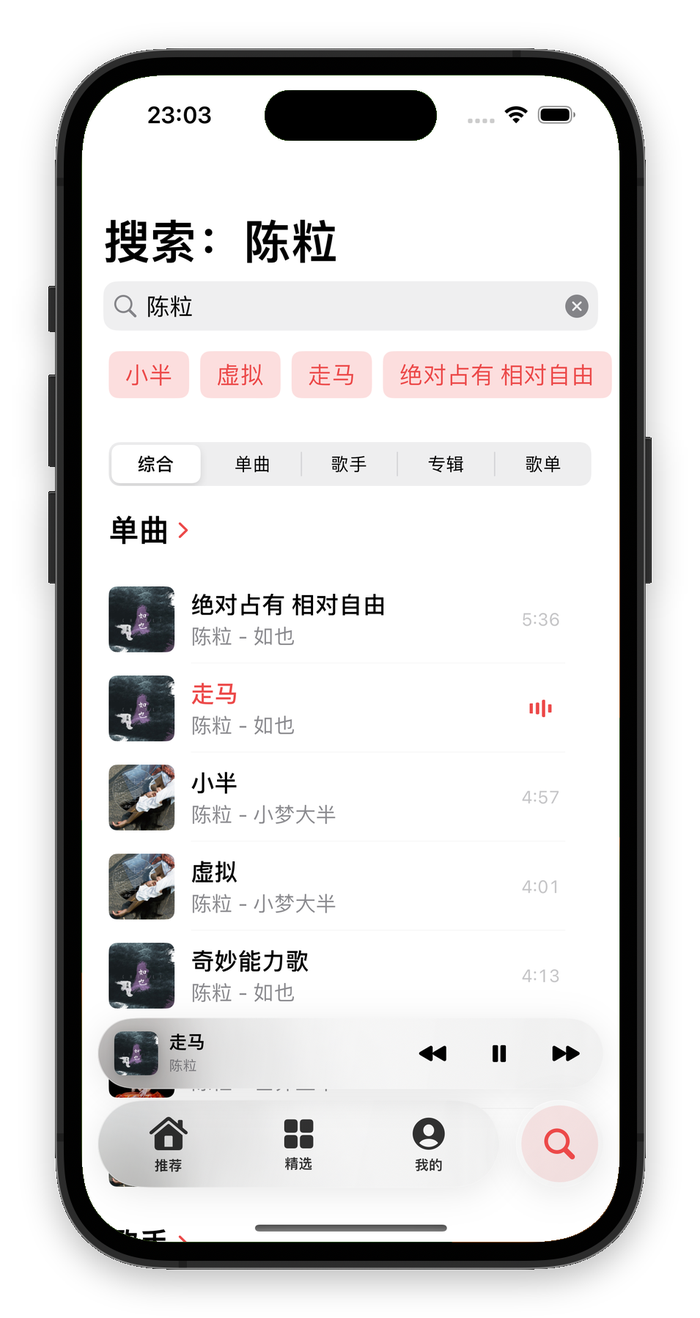 23:03
搜索：陈粒
陈粒
小半 虚拟 走马 绝对占有 相对自由
综合 单曲 歌手 专辑 歌单
单曲
绝对占有 相对自由
陈粒 - 如也
5:36
走马
陈粒 - 如也
小半
陈粒 - 小梦大半
4:57
虚拟
陈粒 - 小梦大半
4:01
奇妙能力歌
陈粒 - 如也
4:13
走马
陈粒
推荐 精选 我的
歌手